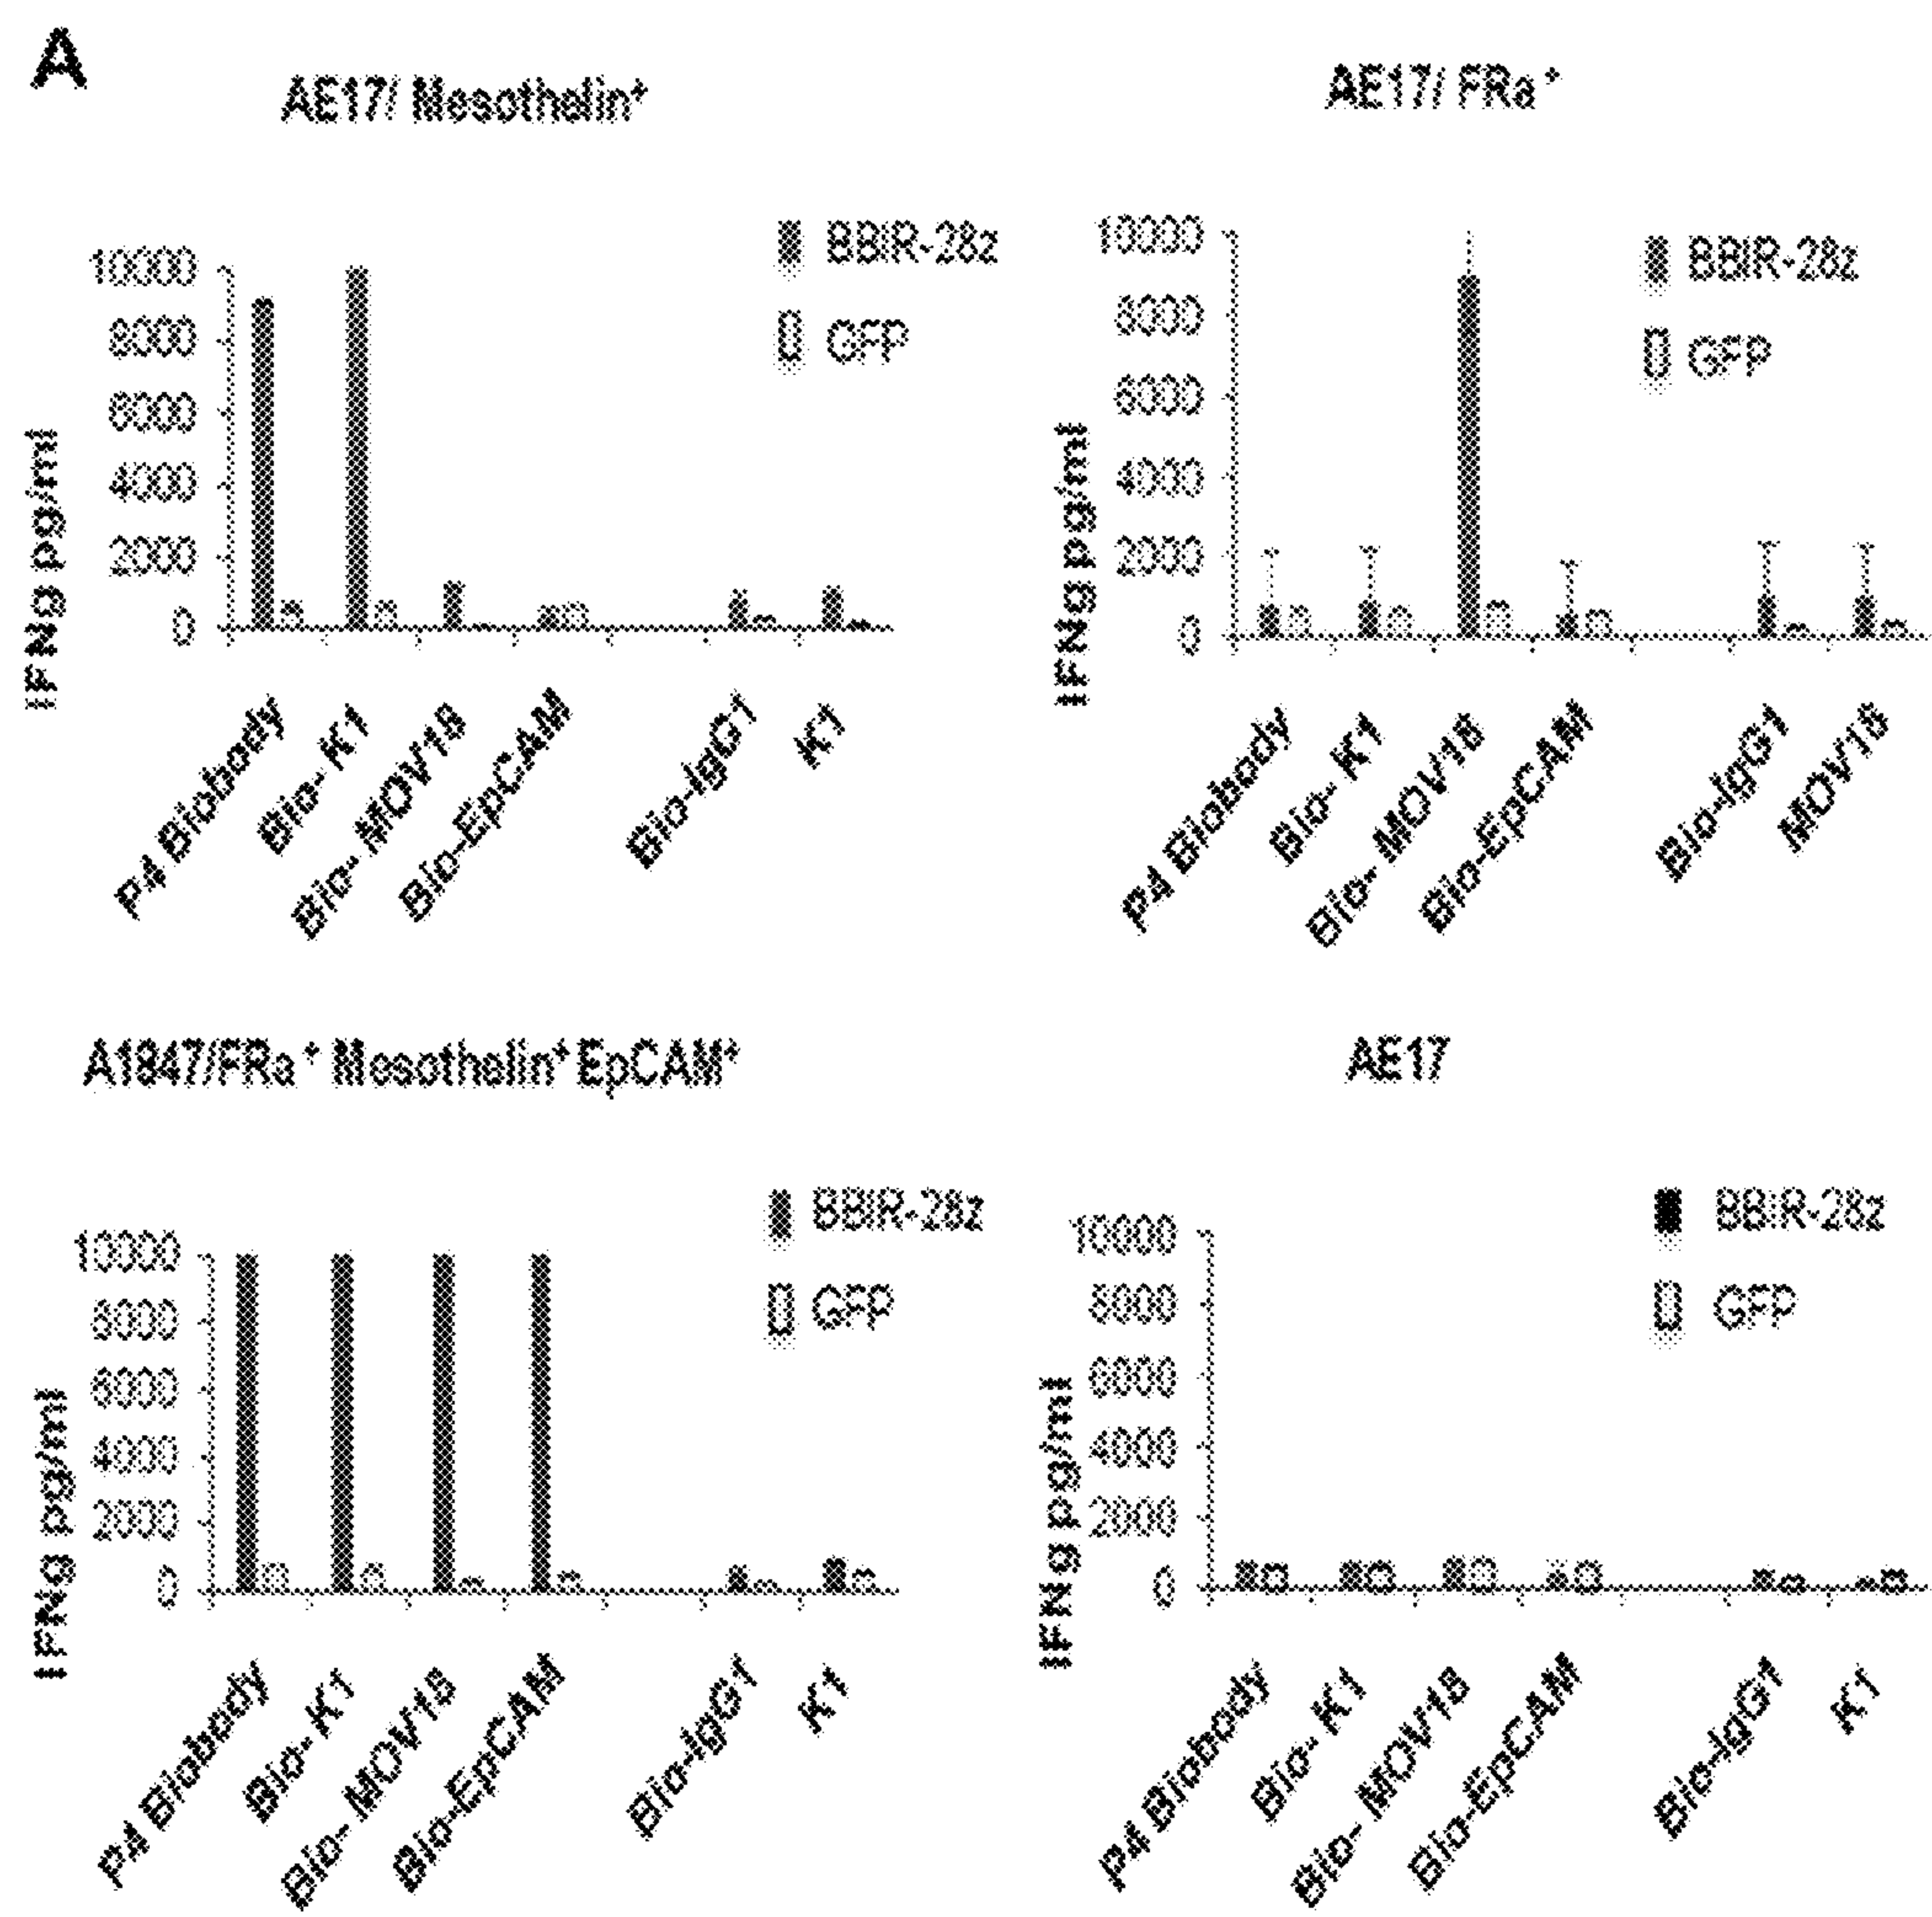 A
AE17/ Mesothelin+
BBIR-28z
GFP
IFNg pg/ml
10000
8000
6000
4000
2000
0
P4 Biobody
Bio- K1
Bio- MOV18
Bio-EpCAM
Bio-IgG1
K1
AE17/ FRa +
BBIR-28z
GFP
IFNg pg/ml
10000
8000
6000
4000
2000
0
P4 Biobody
Bio- K1
Bio- MOV18
Bio-EpCAM
Bio-IgG1
MOV18
A1847/FRa + Mesothelin+ EpCAM+
BBIR-28z
GFP
IFNg pg/ml
10000
8000
6000
4000
2000
0
P4 Biobody
Bio- K1
Bio- MOV18
Bio-EpCAM
Bio-IgG1
K1
AE17
BBIR-28z
GFP
IFNg pg/ml
10000
8000
6000
4000
2000
0
P4 Biobody
Bio- K1
Bio- MOV18
Bio-EpCAM
Bio-IgG1
K1